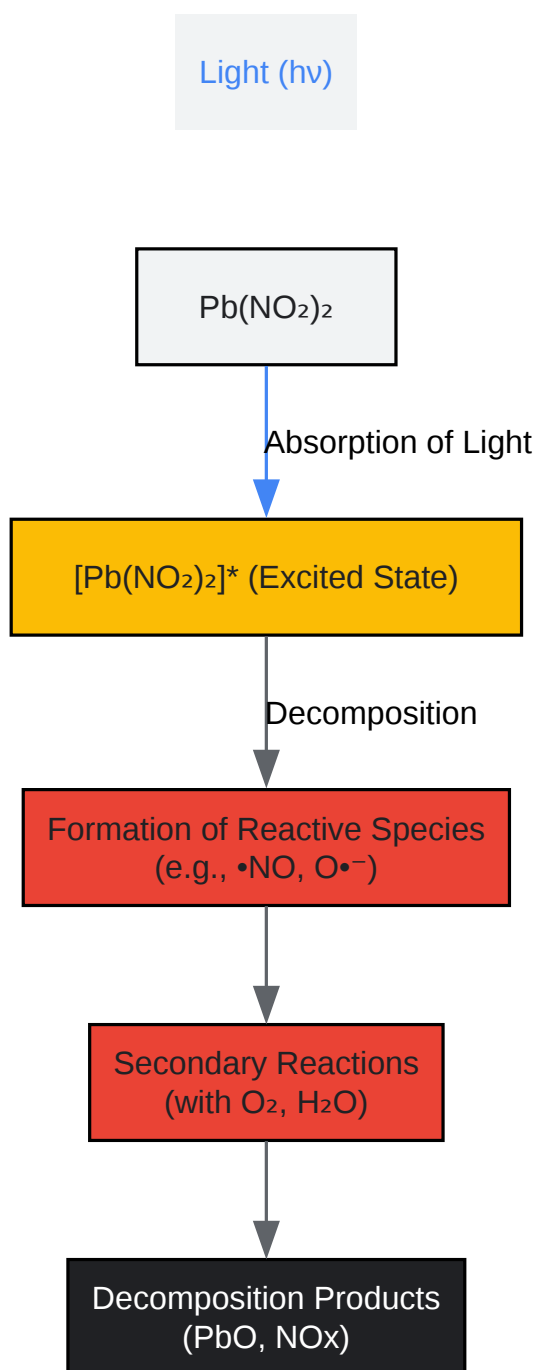 Light (hν)
Pb(NO₂)₂
Absorption of Light
[Pb(NO₂)₂]* (Excited State)
Decomposition
Formation of Reactive Species
(e.g., •NO, O•⁻)
Secondary Reactions
(with O₂, H₂O)
Decomposition Products
(PbO, NOx)